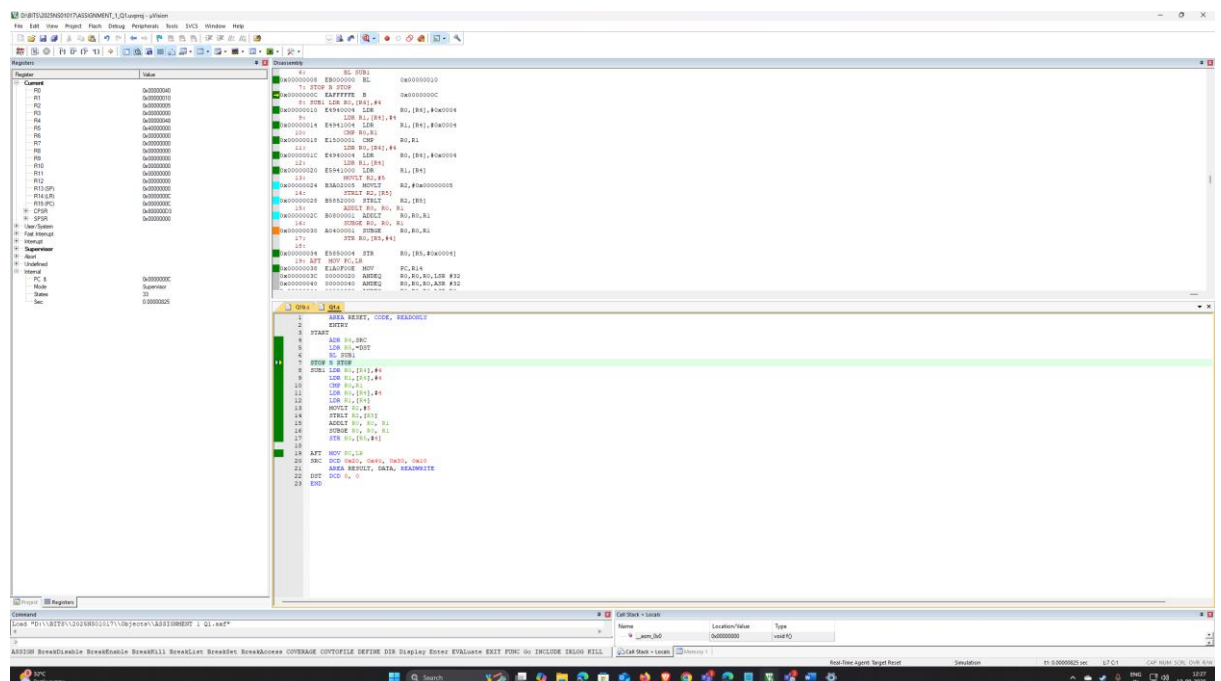 D:\BITS\2025NS01017\ASSIGNMENT_1_Q1.uvproj - µVision
File Edit View Project Flash Debug Peripherals Tools SVCS Window Help
Registers
Register Value
Current
R0 0x00000040
R1 0x00000010
R2 0x00000005
R3 0x00000000
R4 0x00000048
R5 0x40000000
R6 0x00000000
R7 0x00000000
R8 0x00000000
R9 0x00000000
R10 0x00000000
R11 0x00000000
R12 0x00000000
R13 (SP) 0x00000000
R14 (LR) 0x0000000C
R15 (PC) 0x0000000C
CPSR 0x800000D3
SPSR 0x00000000
User/System
Fast Interrupt
Interrupt
Supervisor
Abort
Undefined
Internal
PC $ 0x0000000C
Mode Supervisor
States 33
Sec 0.00000825
Project Registers
Disassembly
6: BL SUB1
0x00000008 EB000000 BL 0x00000010
7: STOP B STOP
0x0000000C EAFFFFFE B 0x0000000C
8: SUB1 LDR R0,[R4],#4
0x00000010 E4940004 LDR R0,[R4],#0x0004
9: LDR R1,[R4],#4
0x00000014 E4941004 LDR R1,[R4],#0x0004
10: CMP R0,R1
0x00000018 E1500001 CMP R0,R1
11: LDR R0,[R4],#4
0x0000001C E4940004 LDR R0,[R4],#0x0004
12: LDR R1,[R4]
0x00000020 E5941000 LDR R1,[R4]
13: MOVLT R2,#5
0x00000024 B3A02005 MOVLT R2,#0x00000005
14: STRLT R2,[R5]
0x00000028 B5852000 STRLT R2,[R5]
15: ADDLT R0, R0, R1
0x0000002C B0800001 ADDLT R0,R0,R1
16: SUBGE R0, R0, R1
0x00000030 A0400001 SUBGE R0,R0,R1
17: STR R0,[R5,#4]
18:
0x00000034 E5850004 STR R0,[R5,#0x0004]
19: AFT MOV PC,LR
0x00000038 E1A0F00E MOV PC,R14
0x0000003C 00000020 ANDEQ R0,R0,R0,LSR #32
0x00000040 00000040 ANDEQ R0,R0,R0,ASR #32
Q1.s
1 AREA RESET, CODE, READONLY
2 ENTRY
3 START
4 ADR R4,SRC
5 LDR R5,=DST
6 BL SUB1
7 STOP B STOP
8 SUB1 LDR R0,[R4],#4
9 LDR R1,[R4],#4
10 CMP R0,R1
11 LDR R0,[R4],#4
12 LDR R1,[R4]
13 MOVLT R2,#5
14 STRLT R2,[R5]
15 ADDLT R0, R0, R1
16 SUBGE R0, R0, R1
17 STR R0,[R5,#4]
18
19 AFT MOV PC,LR
20 SRC DCD 0x20, 0x40, 0x30, 0x10
21 AREA RESULT, DATA, READWRITE
22 DST DCD 0, 0
23 END
Command
Load "D:\\BITS\\2025NS01017\\Objects\\ASSIGNMENT 1 Q1.axf"
>
ASSIGN BreakDisable BreakEnable BreakKill BreakList BreakSet BreakAccess COVERAGE COVTOFILE DEFINE DIR Display Enter EVALuate EXIT FUNC Go INCLUDE IRLOG KILL
Call Stack + Locals
Name Location/Value Type
__asm_0x0 0x00000000 void f()
Call Stack + Locals Memory 1
Real-Time Agent: Target Reset Simulation t1: 0.00000825 sec L:7 C:1 CAP NUM SCRL OVR R/W
32°C
Search
ENG
12:27